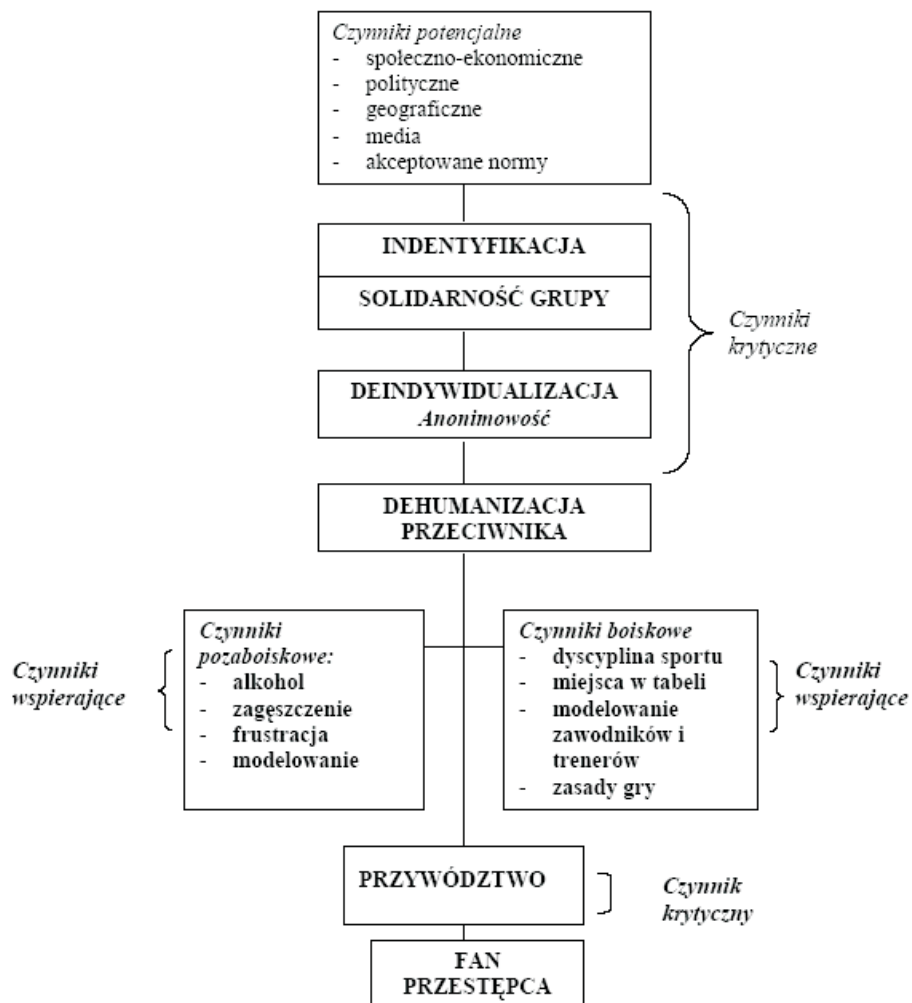 Czynniki potencjalne
- społeczno-ekonomiczne
- polityczne
- geograficzne
- media
- akceptowane normy
INDENTYFIKACJA
SOLIDARNOŚĆ GRUPY
Czynniki
krytyczne
DEINDYWIDUALIZACJA
Anonimowość
DEHUMANIZACJA
PRZECIWNIKA
Czynniki
wspierające
Czynniki
pozaboiskowe:
- alkohol
- zagęszczenie
- frustracja
- modelowanie
Czynniki boiskowe
- dyscyplina sportu
- miejsca w tabeli
- modelowanie
zawodników i
trenerów
- zasady gry
Czynniki
wspierające
PRZYWÓDZTWO
Czynnik
krytyczny
FAN
PRZESTĘPCA